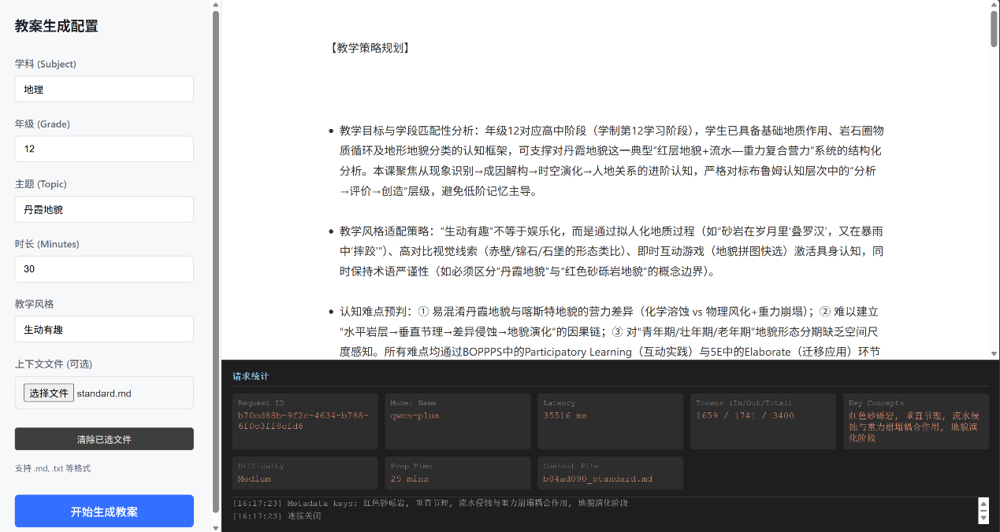 教案生成配置
学科 (Subject)
地理
年级 (Grade)
12
主题 (Topic)
丹霞地貌
时长 (Minutes)
30
教学风格
生动有趣
上下文文件 (可选)
选择文件 standard.md
清除已选文件
支持 .md, .txt 等格式
开始生成教案
【教学策略规划】
• 教学目标与学段匹配性分析：年级12对应高中阶段（学制第12学习阶段），学生已具备基础地质作用、岩石圈物
质循环及地形地貌分类的认知框架，可支撑对丹霞地貌这一典型“红层地貌+流水—重力复合营力”系统的结构化
分析。本课聚焦从现象识别→成因解构→时空演化→人地关系的进阶认知，严格对标布鲁姆认知层次中的“分析
→评价→创造”层级，避免低阶记忆主导。
• 教学风格适配策略：“生动有趣”不等于娱乐化，而是通过拟人化地质过程（如“砂岩在岁月里‘叠罗汉’，又在暴雨
中‘摔跤’”）、高对比视觉线索（赤壁/锦石/石堡的形态类比）、即时互动游戏（地貌拼图快选）激活具身认知，同
时保持术语严谨性（如必须区分“丹霞地貌”与“红色砂砾岩地貌”的概念边界）。
• 认知难点预判：① 易混淆丹霞地貌与喀斯特地貌的营力差异（化学溶蚀 vs 物理风化+重力崩塌）；② 难以建立
“水平岩层→垂直节理→差异侵蚀→地貌演化”的因果链；③ 对“青年期/壮年期/老年期”地貌形态分期缺乏空间尺
度感知。所有难点均通过BOPPPS中的Participatory Learning（互动实践）与5E中的Elaborate（迁移应用）环节
请求统计
Request ID
b70ed88b-9f2c-4634-b788-
6f0c3ff8cfd6
Model Name
qwen-plus
Latency
35516 ms
Tokens (In/Out/Total)
1659 / 1741 / 3400
Key Concepts
红色砂砾岩, 垂直节理, 流水侵
蚀与重力崩塌耦合作用, 地貌演
化阶段
Difficulty
Medium
Prep Time
25 mins
Context File
b84ad090_standard.md
[16:17:23] Metadata keys: 红色砂砾岩, 垂直节理, 流水侵蚀与重力崩塌耦合作用, 地貌演化阶段
[16:17:23] 连接关闭